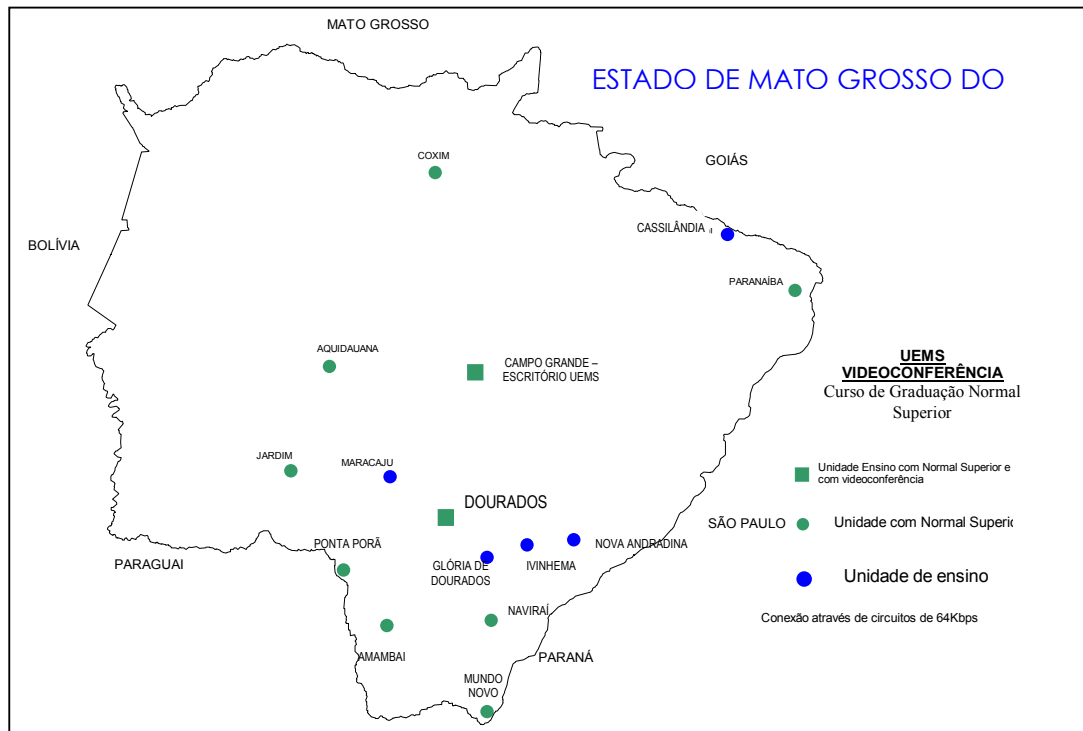 MATO GROSSO
ESTADO DE MATO GROSSO DO
COXIM
GOIÁS
CASSILÂNDIA
BOLÍVIA
PARANAÍBA
AQUIDAUANA
CAMPO GRANDE –
ESCRITÓRIO UEMS
UEMS
VIDEOCONFERÊNCIA
Curso de Graduação Normal
Superior
JARDIM
MARACAJU
Unidade Ensino com Normal Superior e
com videoconferência
DOURADOS
SÃO PAULO
Unidade com Normal Superic
PONTA PORÃ
NOVA ANDRADINA
PARAGUAI
GLÓRIA DE
DOURADOS
IVINHEMA
Unidade de ensino
NAVIRAÍ
Conexão através de circuitos de 64Kbps
AMAMBAI
PARANÁ
MUNDO
NOVO